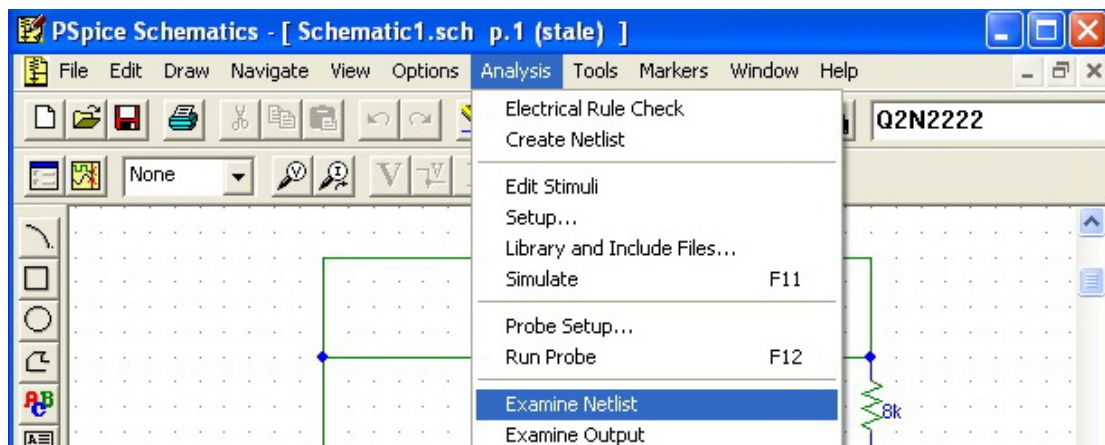 PSpice Schematics - [ Schematic1.sch p.1 (stale) ]
File Edit Draw Navigate View Options Analysis Tools Markers Window Help
Q2N2222
None
Electrical Rule Check
Create Netlist
Edit Stimuli
Setup...
Library and Include Files...
Simulate F11
Probe Setup...
Run Probe F12
Examine Netlist
Examine Output
8k